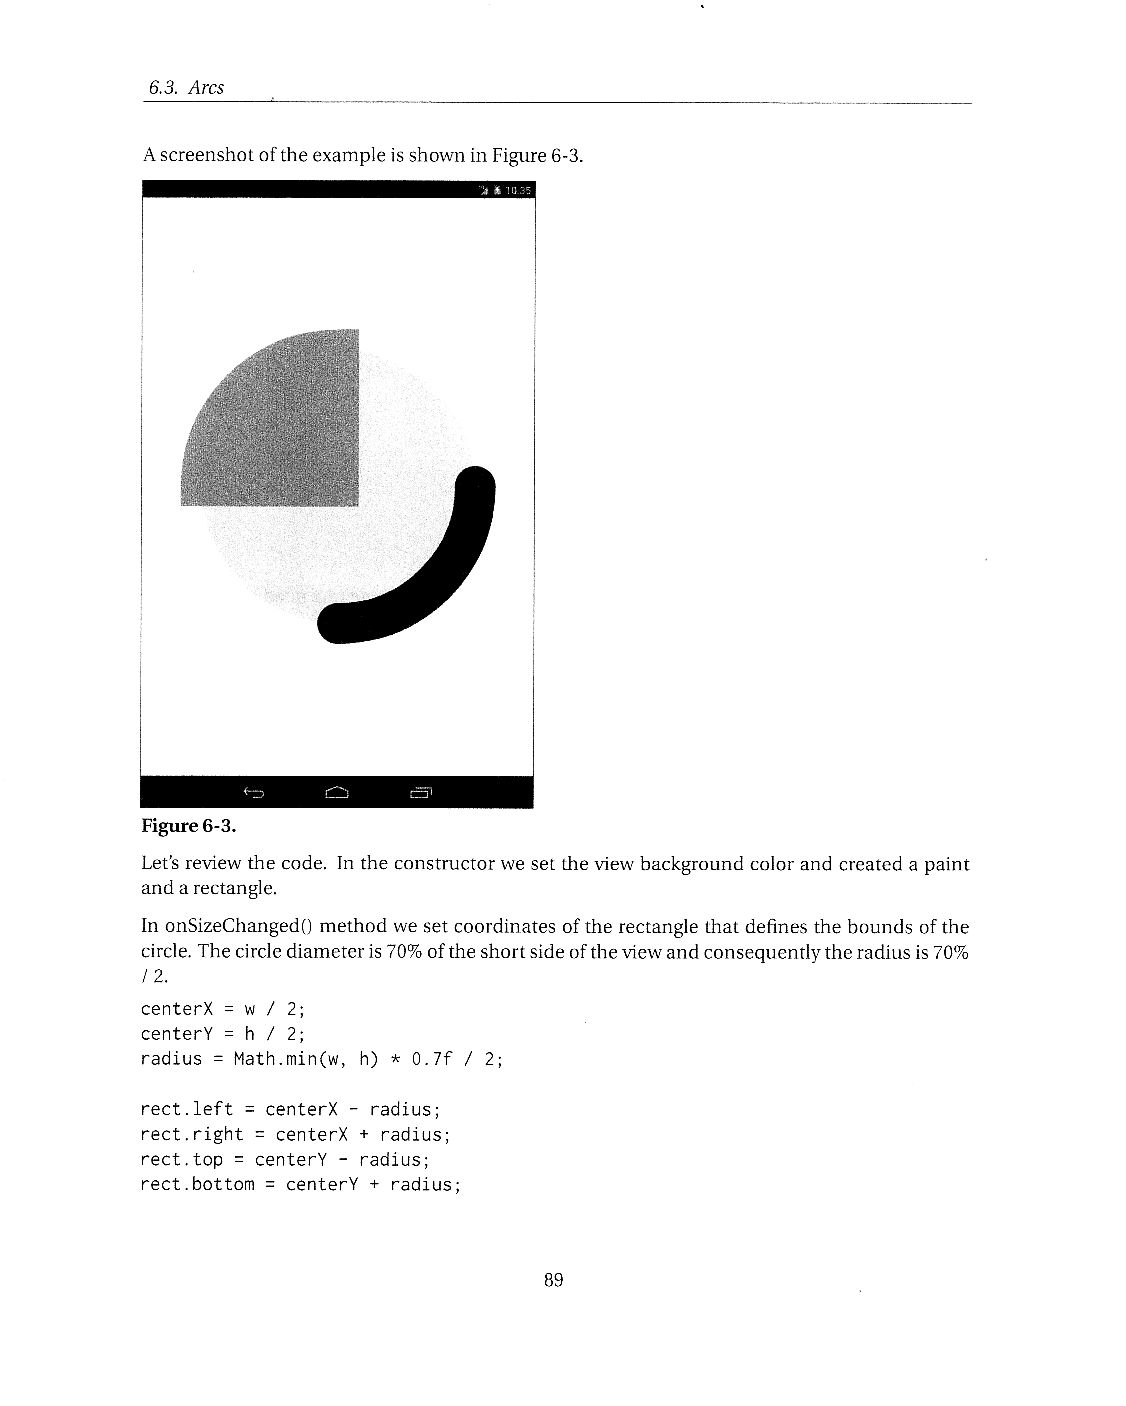 6.3. Arcs
A screenshot of the example is shown in Figure 6-3.
10:35
Figure 6-3.
Let's review the code. In the constructor we set the view background color and created a paint
and a rectangle.
In onSizeChanged() method we set coordinates of the rectangle that defines the bounds of the
circle. The circle diameter is 70% of the short side of the view and consequently the radius is 70%
/ 2.
centerX = w / 2;
centerY = h / 2;
radius = Math.min(w, h) * 0.7f / 2;
rect.left = centerX - radius;
rect.right = centerX + radius;
rect.top = centerY - radius;
rect.bottom = centerY + radius;
89